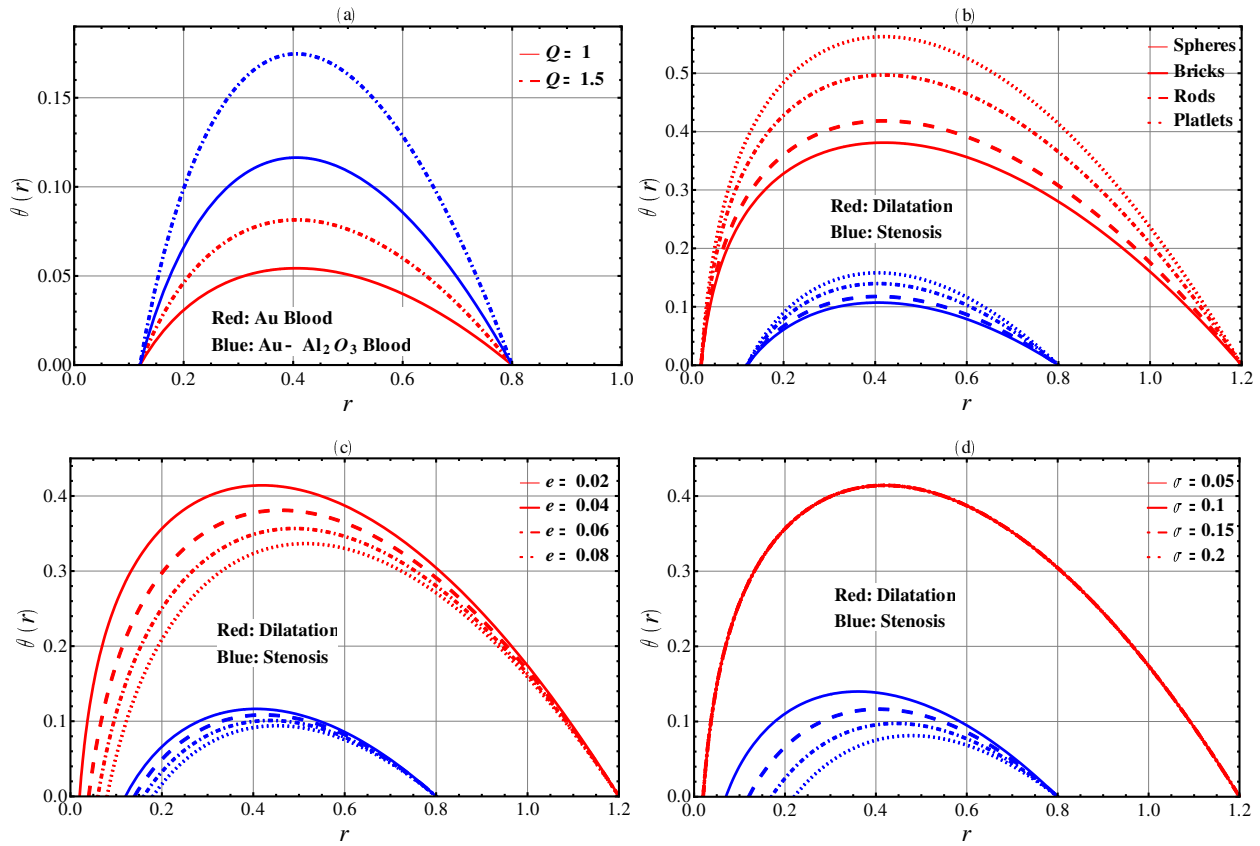 (a)
θ (r)
0.15
0.10
0.05
0.00
Q = 1
Q = 1.5
Red: Au Blood
Blue: Au - Al2 O3 Blood
0.0 0.2 0.4 0.6 0.8 1.0
r
(b)
θ (r)
0.5
0.4
0.3
0.2
0.1
0.0
Spheres
Bricks
Rods
Platlets
Red: Dilatation
Blue: Stenosis
0.0 0.2 0.4 0.6 0.8 1.0 1.2
r
(c)
θ (r)
0.4
0.3
0.2
0.1
0.0
e = 0.02
e = 0.04
e = 0.06
e = 0.08
Red: Dilatation
Blue: Stenosis
0.0 0.2 0.4 0.6 0.8 1.0 1.2
r
(d)
θ (r)
0.4
0.3
0.2
0.1
0.0
σ = 0.05
σ = 0.1
σ = 0.15
σ = 0.2
Red: Dilatation
Blue: Stenosis
0.0 0.2 0.4 0.6 0.8 1.0 1.2
r